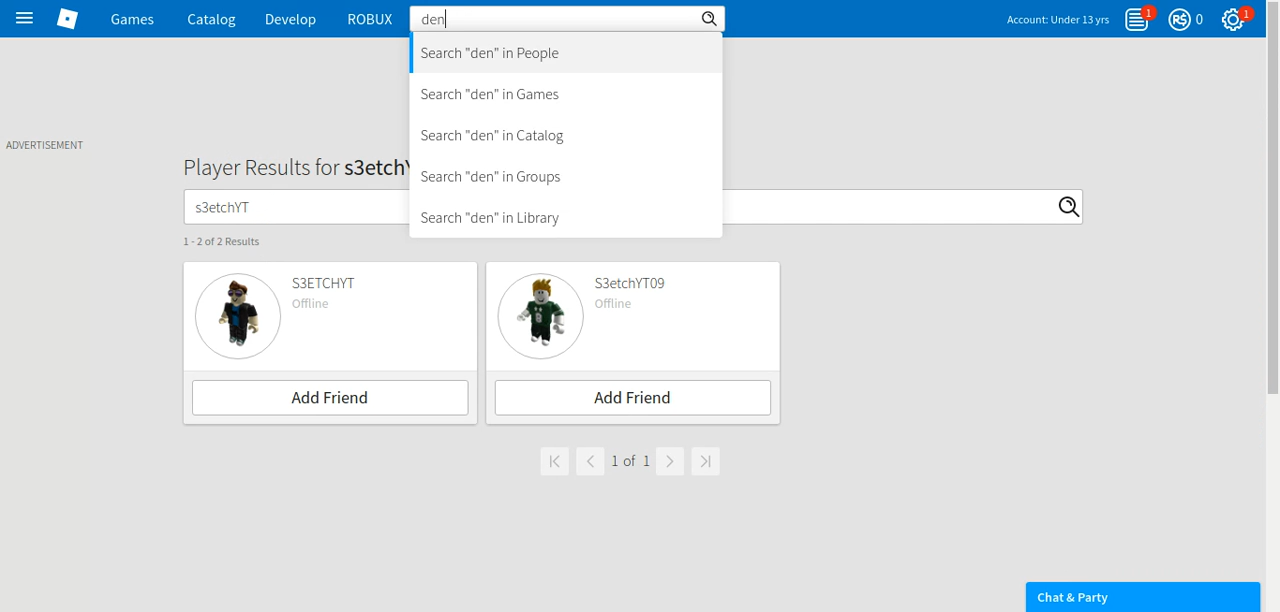 Games Catalog Develop ROBUX den Account: Under 13 yrs 1 R$ 0 1
Search "den" in People
Search "den" in Games
Search "den" in Catalog
Search "den" in Groups
Search "den" in Library
ADVERTISEMENT
Player Results for s3etchY
s3etchYT
1 - 2 of 2 Results
S3ETCHYT
Offline
Add Friend
S3etchYT09
Offline
Add Friend
1 of 1
Chat & Party